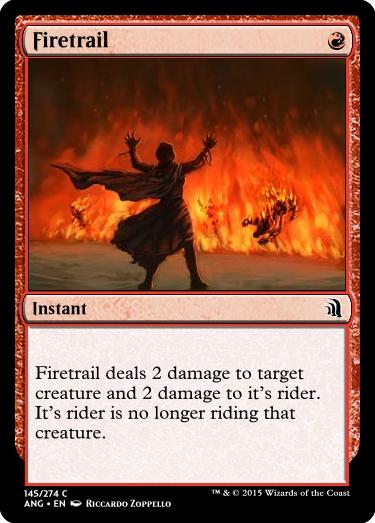 Firetrail
Instant
Firetrail deals 2 damage to target
creature and 2 damage to it's rider.
It's rider is no longer riding that
creature.
145/274 C
ANG • EN Riccardo Zoppello
™ & © 2015 Wizards of the Coast